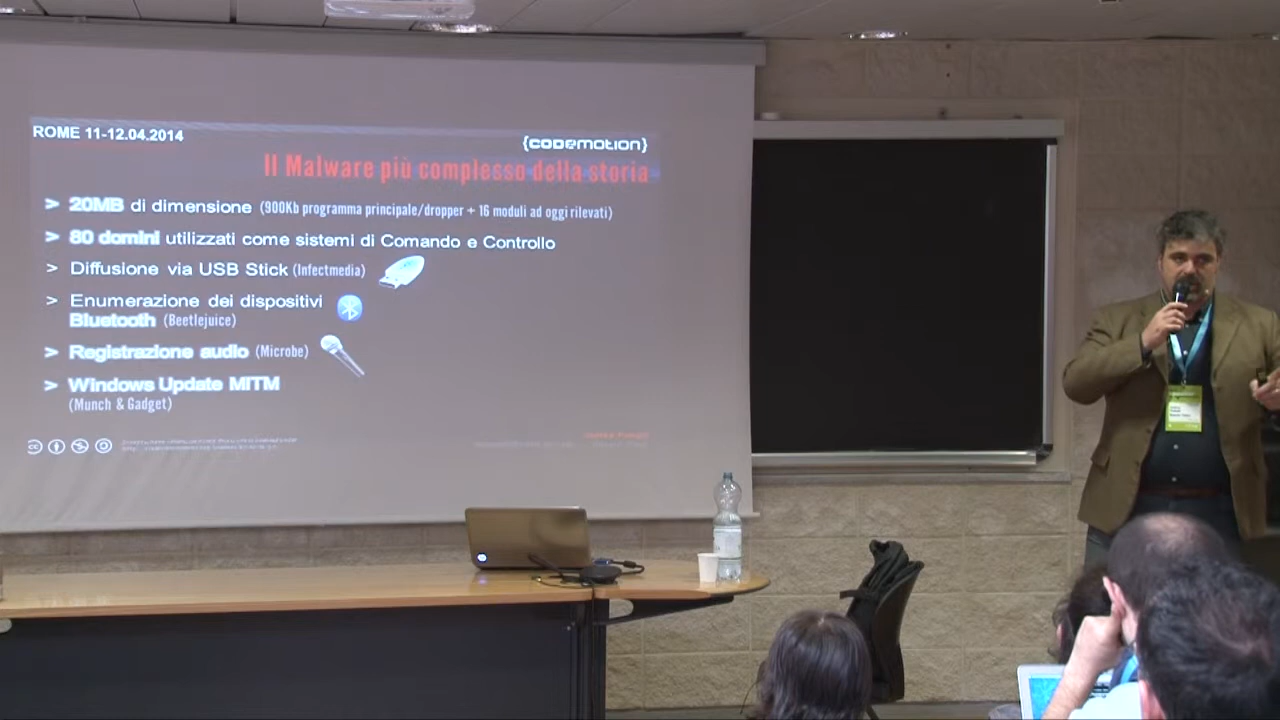 ROME 11-12.04.2014
{codemotion}
Il Malware più complesso della storia
> 20MB di dimensione (900Kb programma principale/dropper + 16 moduli ad oggi rilevati)
> 80 domini utilizzati come sistemi di Comando e Controllo
> Diffusione via USB Stick (Infectmedia)
> Enumerazione dei dispositivi
Bluetooth (Beetlejuice)
> Registrazione audio (Microbe)
> Windows Update MITM
(Munch & Gadget)